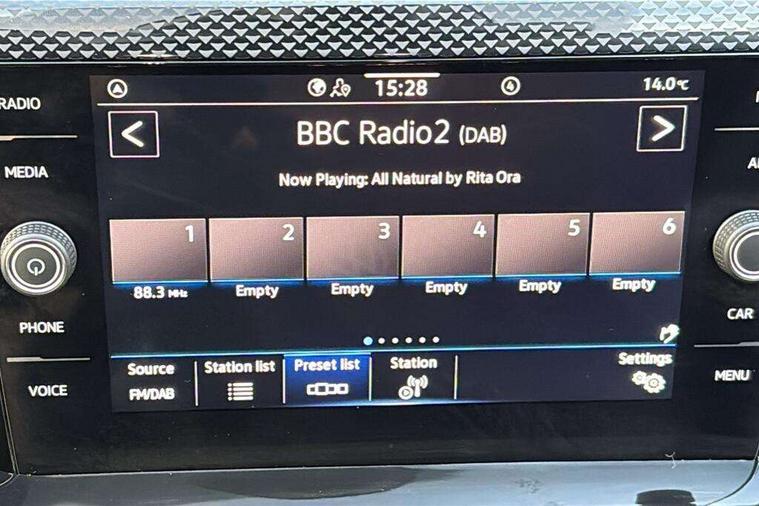 RADIO
MEDIA
PHONE
VOICE
15:28
4
14.0°C
<
BBC Radio2 (DAB)
>
Now Playing: All Natural by Rita Ora
1 2 3 4 5 6
88.3 MHz Empty Empty Empty Empty Empty
Source Station list Preset list Station Settings
FM/DAB
CAR
MENU